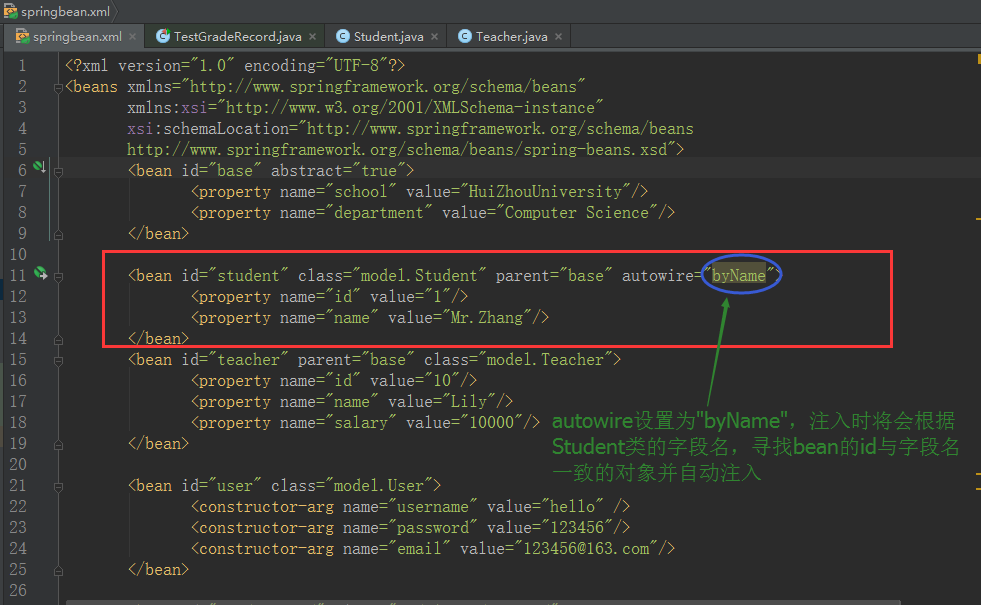 springbean.xml
springbean.xml × TestGradeRecord.java × Student.java × Teacher.java ×
1 <?xml version="1.0" encoding="UTF-8"?>
2 <beans xmlns="http://www.springframework.org/schema/beans"
3 xmlns:xsi="http://www.w3.org/2001/XMLSchema-instance"
4 xsi:schemaLocation="http://www.springframework.org/schema/beans
5 http://www.springframework.org/schema/beans/spring-beans.xsd">
6 <bean id="base" abstract="true">
7 <property name="school" value="HuiZhouUniversity"/>
8 <property name="department" value="Computer Science"/>
9 </bean>
10
11 <bean id="student" class="model.Student" parent="base" autowire="byName">
12 <property name="id" value="1"/>
13 <property name="name" value="Mr.Zhang"/>
14 </bean>
15 <bean id="teacher" parent="base" class="model.Teacher">
16 <property name="id" value="10"/>
17 <property name="name" value="Lily"/>
18 <property name="salary" value="10000"/>
19 </bean>
autowire设置为"byName"，注入时将会根据
Student类的字段名，寻找bean的id与字段名
一致的对象并自动注入
20
21 <bean id="user" class="model.User">
22 <constructor-arg name="username" value="hello" />
23 <constructor-arg name="password" value="123456"/>
24 <constructor-arg name="email" value="123456@163.com"/>
25 </bean>
26